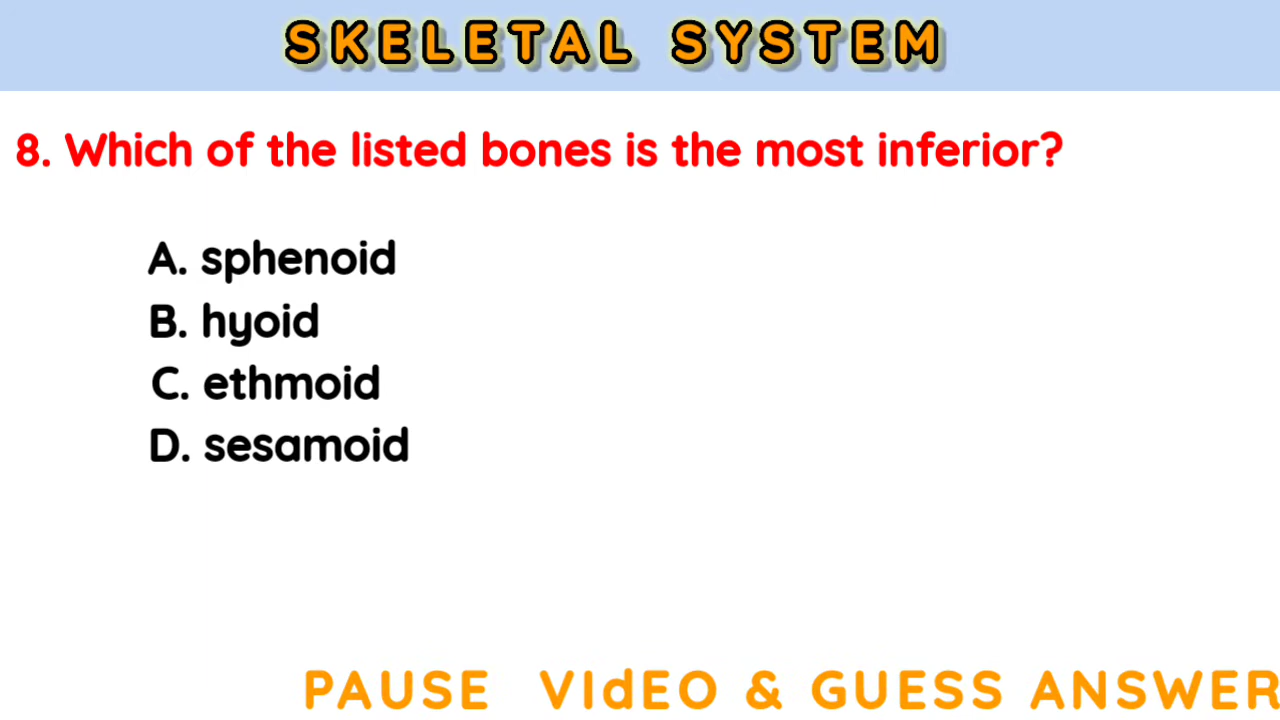 SKELETAL SYSTEM
8. Which of the listed bones is the most inferior?
A. sphenoid
B. hyoid
C. ethmoid
D. sesamoid
PAUSE VIdEO & GUESS ANSWER